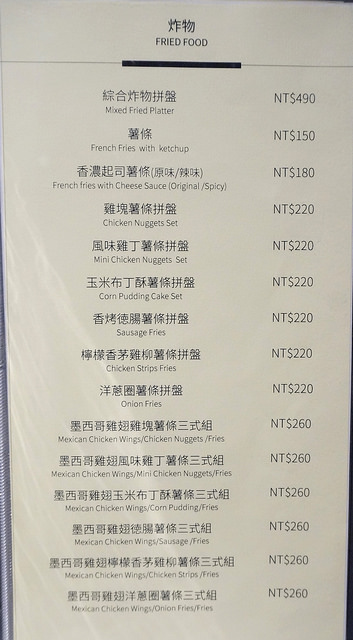 炸物
FRIED FOOD
綜合炸物拼盤 NT$490
Mixed Fried Platter
薯條 NT$150
French Fries with ketchup
香濃起司薯條(原味/辣味) NT$180
French fries with Cheese Sauce (Original /Spicy)
雞塊薯條拼盤 NT$220
Chicken Nuggets Set
風味雞丁薯條拼盤 NT$220
Mini Chicken Nuggets Set
玉米布丁酥薯條拼盤 NT$220
Corn Pudding Cake Set
香烤德腸薯條拼盤 NT$220
Sausage Fries
檸檬香茅雞柳薯條拼盤 NT$220
Chicken Strips Fries
洋蔥圈薯條拼盤 NT$220
Onion Fries
墨西哥雞翅雞塊薯條三式組 NT$260
Mexican Chicken Wings/Chicken Nuggets /Fries
墨西哥雞翅風味雞丁薯條三式組 NT$260
Mexican Chicken Wings/Mini Chicken Nuggets/Fries
墨西哥雞翅玉米布丁酥薯條三式組 NT$260
Mexican Chicken Wings/Corn Pudding/Fries
墨西哥雞翅德腸薯條三式組 NT$260
Mexican Chicken Wings/Sausage /Fries
墨西哥雞翅檸檬香茅雞柳薯條三式組 NT$260
Mexican Chicken Wings/Chicken Strips /Fries
墨西哥雞翅洋蔥圈薯條三式組 NT$260
Mexican Chicken Wings/Onion Fries/Fries